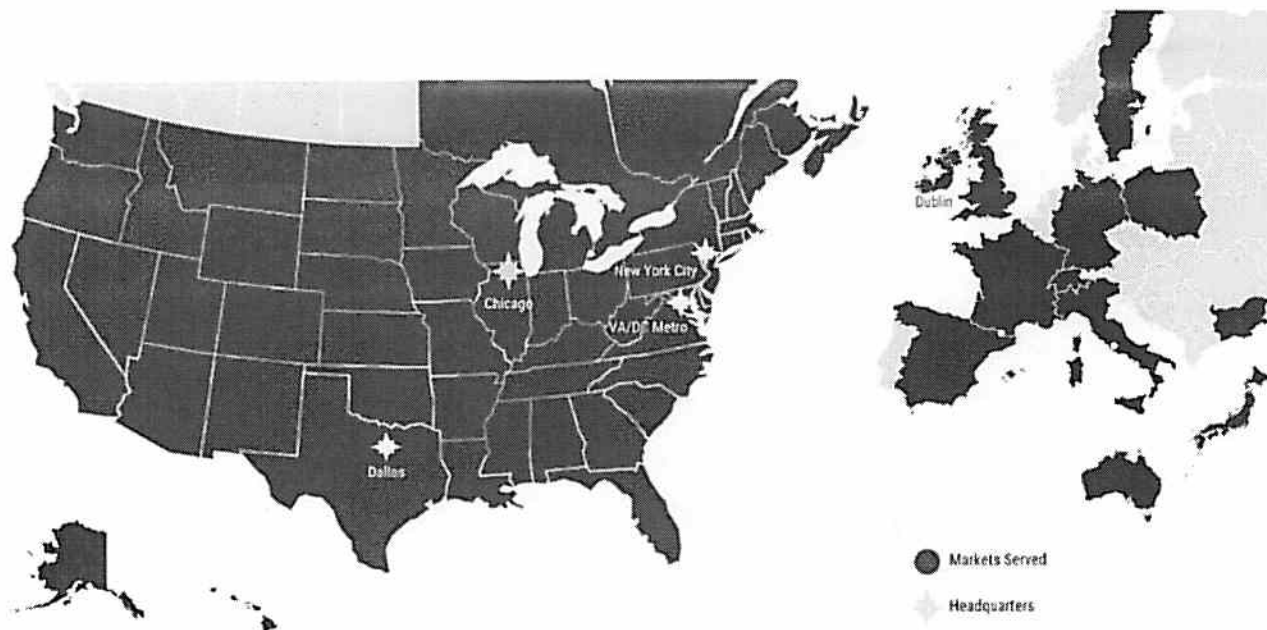 Dublin
New York City
Chicago
VA/DC Metro
Dallas
Markets Served
Headquarters